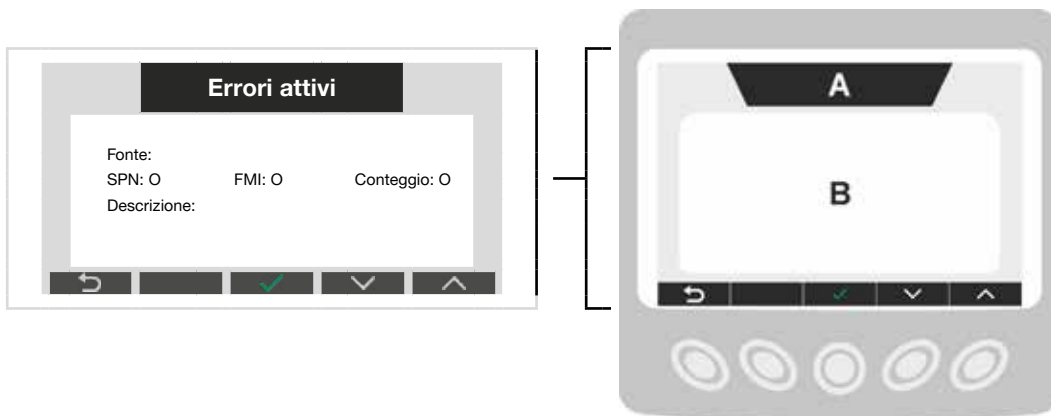 Errori attivi
Fonte:
SPN: O FMI: O Conteggio: O
Descrizione:
A
B